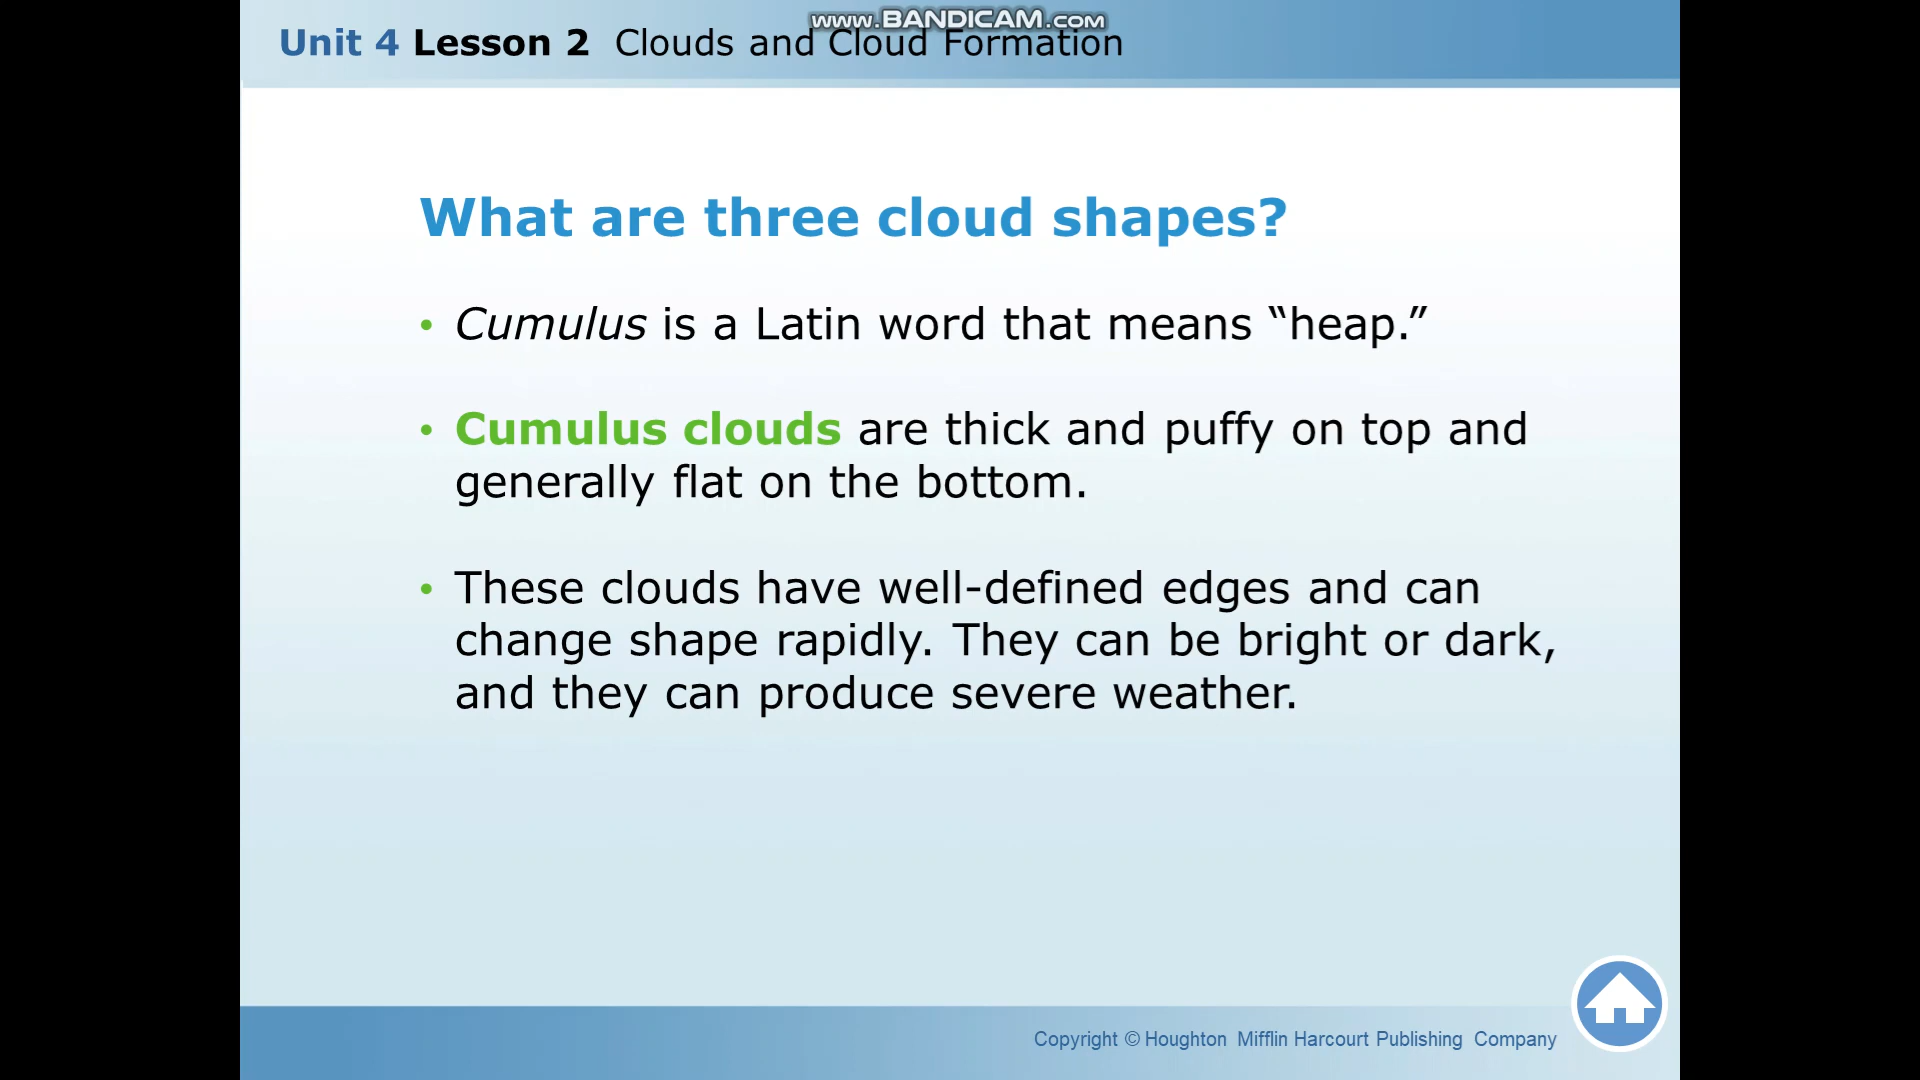 www.BANDICAM.com
Unit 4 Lesson 2 Clouds and Cloud Formation
What are three cloud shapes?
• Cumulus is a Latin word that means “heap.”
• Cumulus clouds are thick and puffy on top and
generally flat on the bottom.
• These clouds have well-defined edges and can
change shape rapidly. They can be bright or dark,
and they can produce severe weather.
Copyright © Houghton Mifflin Harcourt Publishing Company